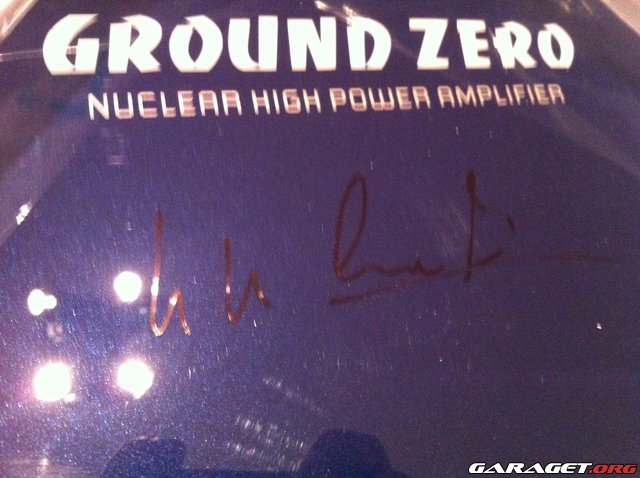 GROUND ZERO
NUCLEAR HIGH POWER AMPLIFIER
GARAGET.ORG